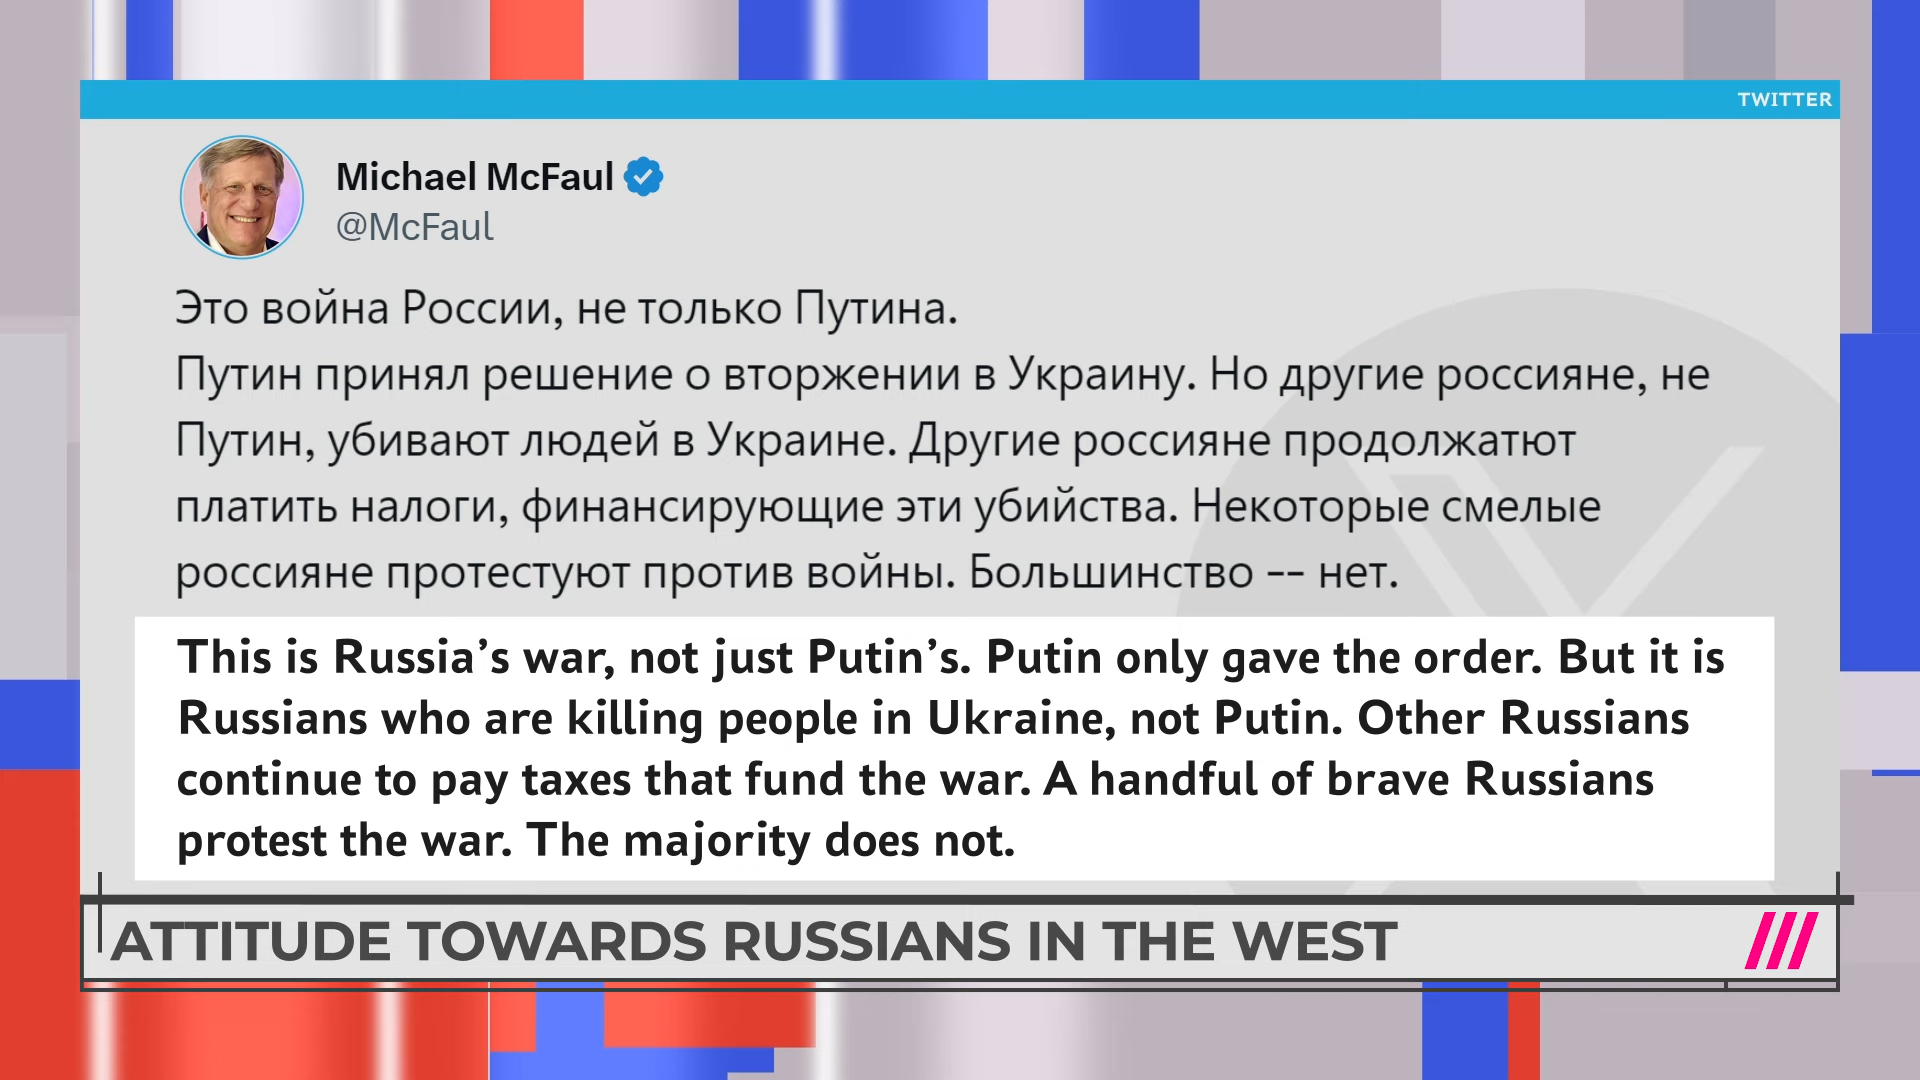 TWITTER
Michael McFaul
@McFaul
Это война России, не только Путина.
Путин принял решение о вторжении в Украину. Но другие россияне, не
Путин, убивают людей в Украине. Другие россияне продолжатют
платить налоги, финансирующие эти убийства. Некоторые смелые
россияне протестуют против войны. Большинство -- нет.
This is Russia’s war, not just Putin’s. Putin only gave the order. But it is
Russians who are killing people in Ukraine, not Putin. Other Russians
continue to pay taxes that fund the war. A handful of brave Russians
protest the war. The majority does not.
ATTITUDE TOWARDS RUSSIANS IN THE WEST